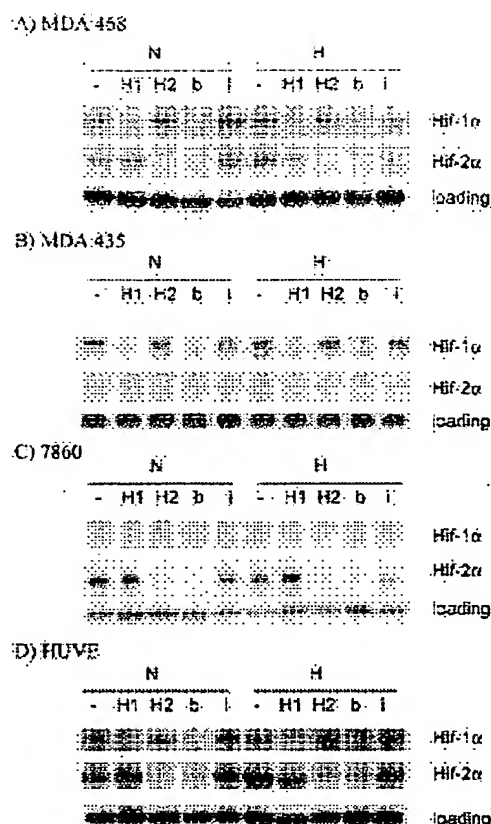 A) MDA 468
N H
- H1 H2 b i - H1 H2 b i
Hif-1α
Hif-2α
loading
B) MDA 435
N H
- H1 H2 b i - H1 H2 b i
Hif-1α
Hif-2α
loading
C) 7860
N H
- H1 H2 b i - H1 H2 b i
Hif-1α
Hif-2α
loading
D) HUVE
N H
- H1 H2 b i - H1 H2 b i
Hif-1α
Hif-2α
loading